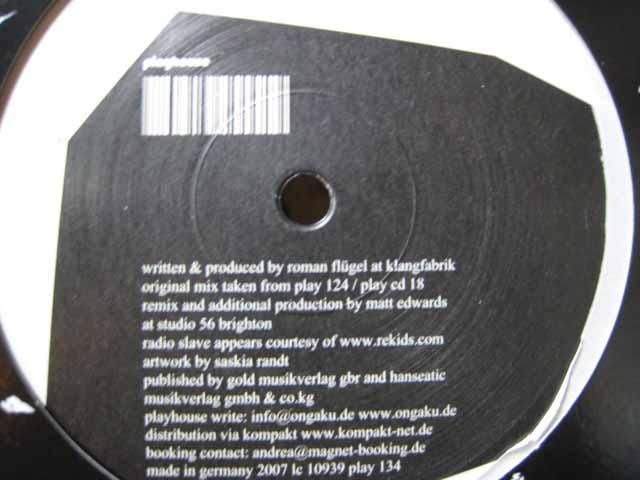 playhouse
written & produced by roman flügel at klangfabrik
original mix taken from play 124 / play cd 18
remix and additional production by matt edwards
at studio 56 brighton
radio slave appears courtesy of www.rekids.com
artwork by saskia randt
published by gold musikverlag gbr and hanseatic
musikverlag gmbh & co.kg
playhouse write: info@ongaku.de www.ongaku.de
distribution via kompakt www.kompakt-net.de
booking contact: andrea@magnet-booking.de
made in germany 2007 lc 10939 play 134